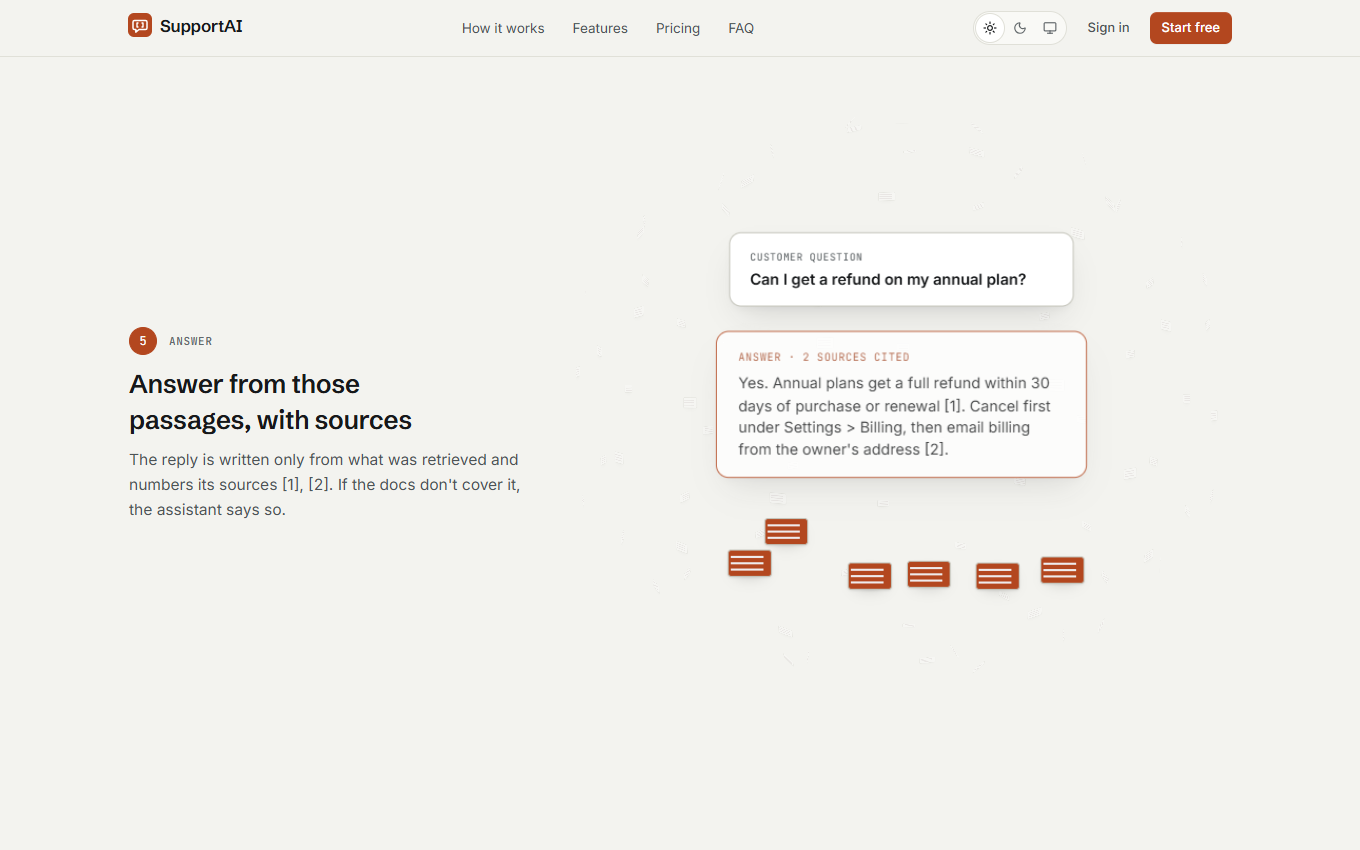 SupportAI
How it works
Features
Pricing
FAQ
Sign in
Start free
5
ANSWER
Answer from those
passages, with sources
The reply is written only from what was retrieved and
numbers its sources [1], [2]. If the docs don't cover it,
the assistant says so.
CUSTOMER QUESTION
Can I get a refund on my annual plan?
ANSWER · 2 SOURCES CITED
Yes. Annual plans get a full refund within 30
days of purchase or renewal [1]. Cancel first
under Settings > Billing, then email billing
from the owner's address [2].